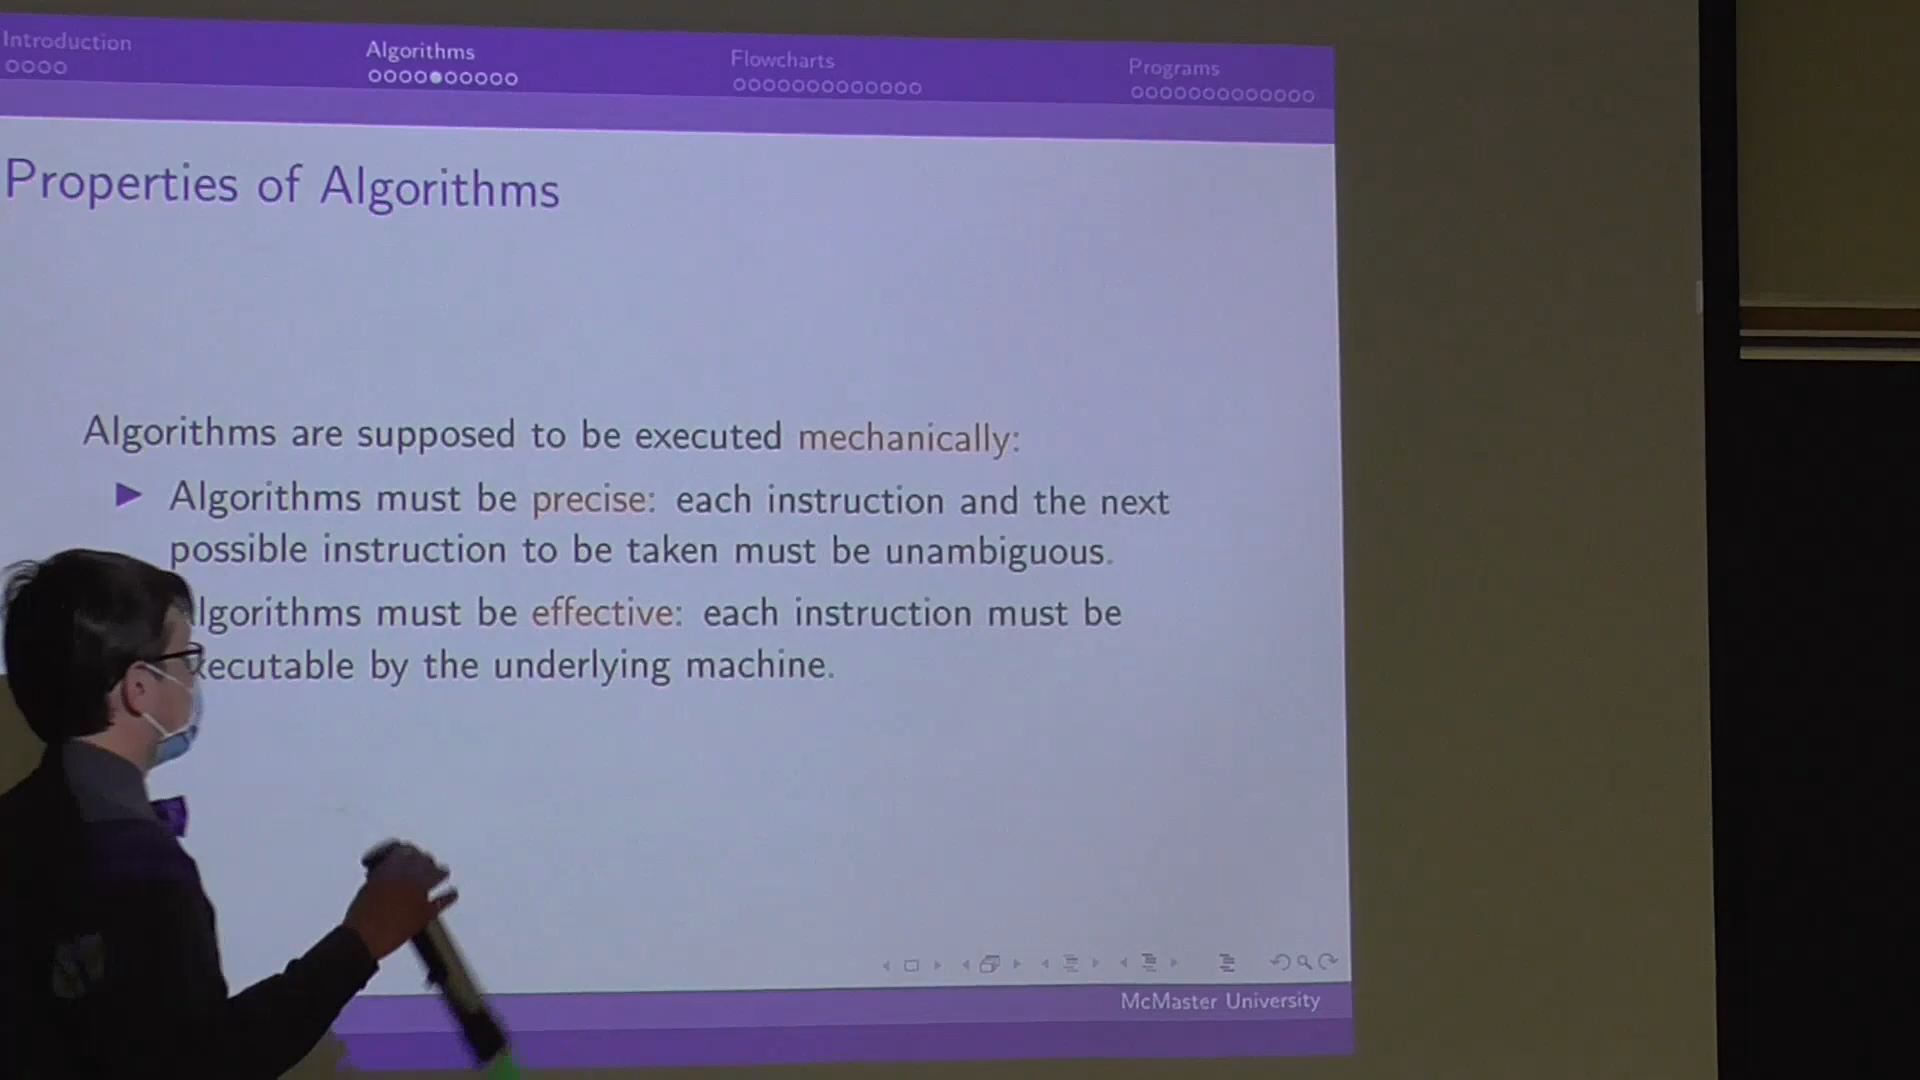 Introduction
Algorithms
Flowcharts
Programs
Properties of Algorithms
Algorithms are supposed to be executed mechanically:
Algorithms must be precise: each instruction and the next
possible instruction to be taken must be unambiguous.
lgorithms must be effective: each instruction must be
xecutable by the underlying machine.
McMaster University